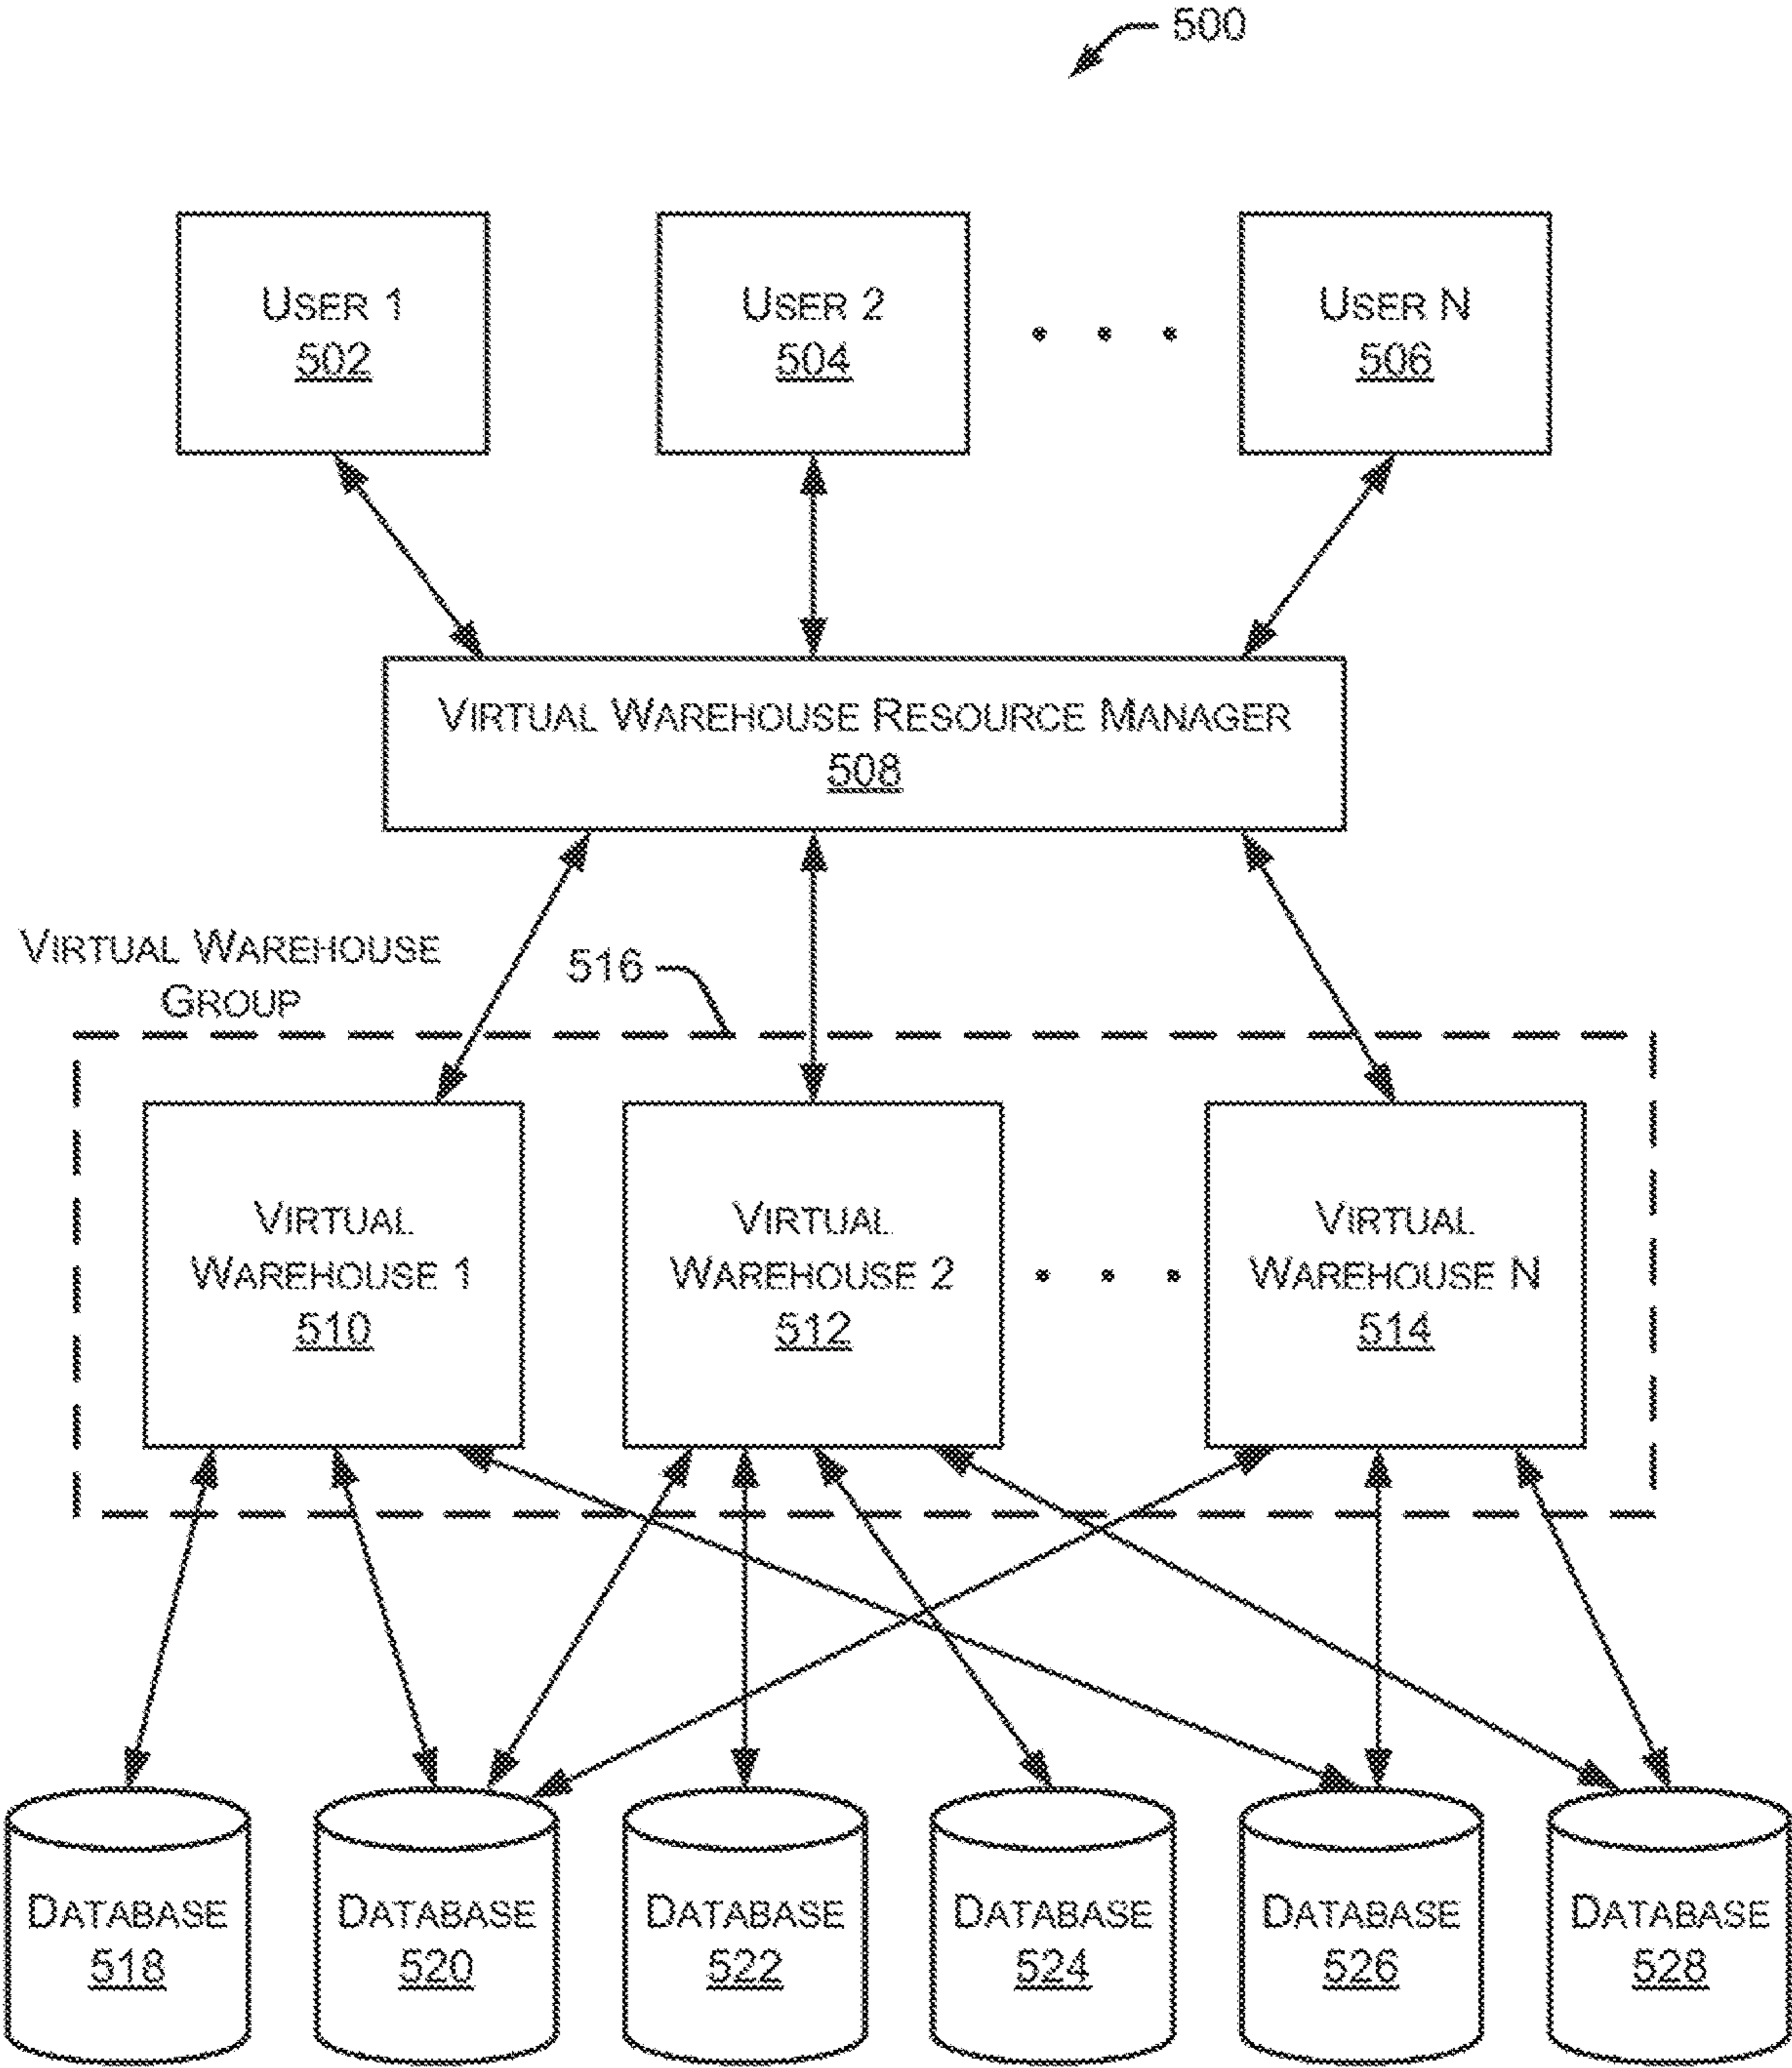 500
USER 1
502
USER 2
504
USER N
506
VIRTUAL WAREHOUSE RESOURCE MANAGER
508
VIRTUAL WAREHOUSE
GROUP
516
VIRTUAL
WAREHOUSE 1
510
VIRTUAL
WAREHOUSE 2
512
VIRTUAL
WAREHOUSE N
514
DATABASE
518
DATABASE
520
DATABASE
522
DATABASE
524
DATABASE
526
DATABASE
528